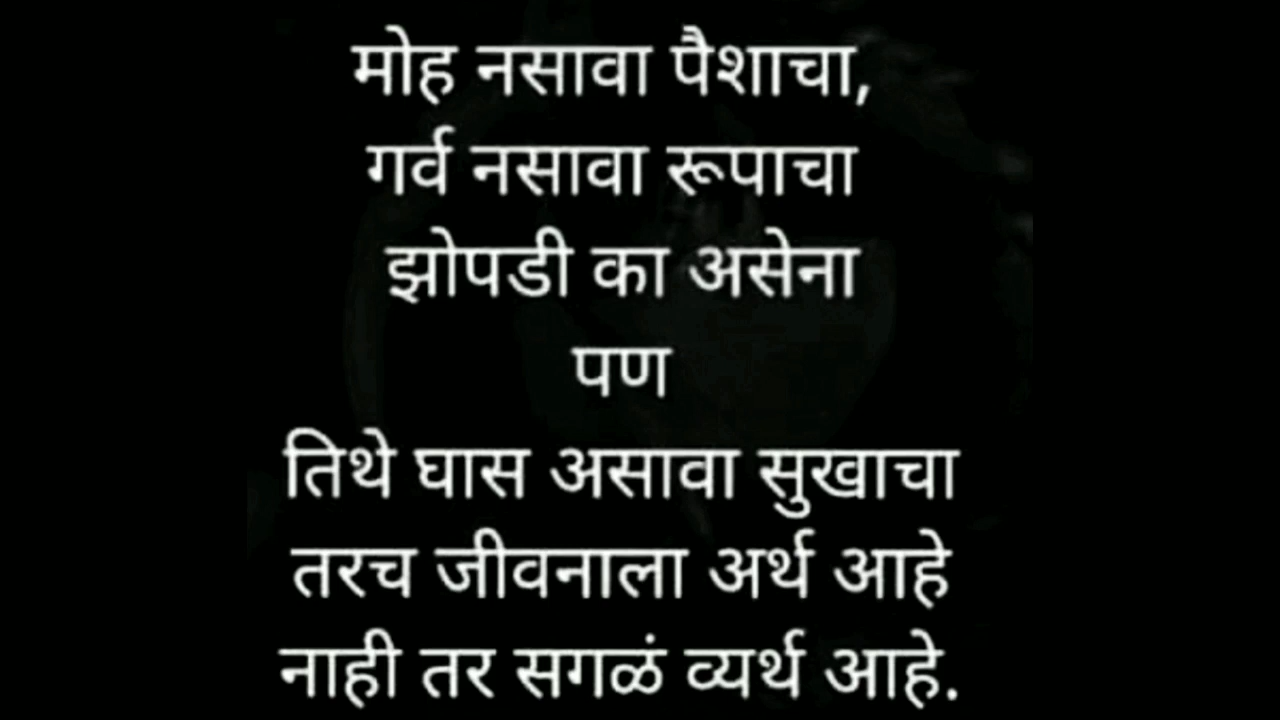 मोह नसावा पैशाचा,
गर्व नसावा रूपाचा
झोपडी का असेना
पण
तिथे घास असावा सुखाचा
तरच जीवनाला अर्थ आहे
नाही तर सगळं व्यर्थ आहे.